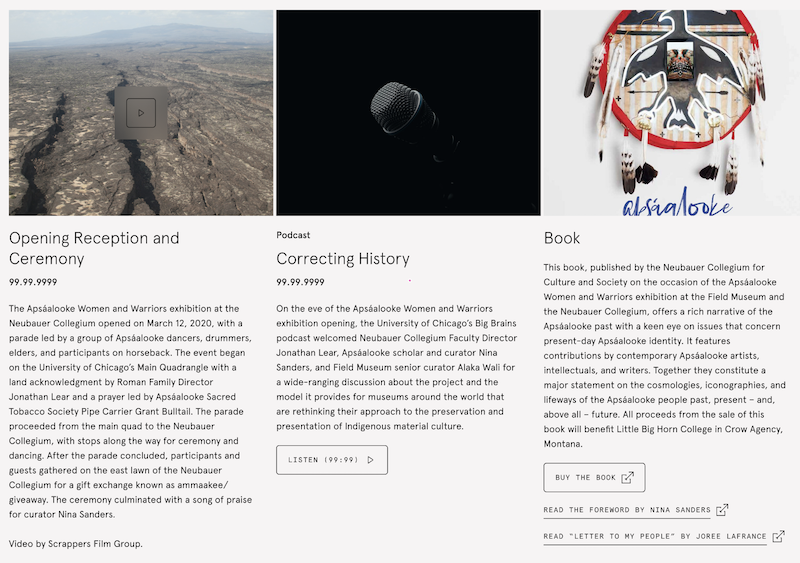 apsáalooke
Opening Reception and
Ceremony
99.99.9999
The Apsáalooke Women and Warriors exhibition at the
Neubauer Collegium opened on March 12, 2020, with a
parade led by a group of Apsáalooke dancers, drummers,
elders, and participants on horseback. The event began
on the University of Chicago's Main Quadrangle with a
land acknowledgment by Roman Family Director
Jonathan Lear and a prayer led by Apsáalooke Sacred
Tobacco Society Pipe Carrier Grant Bulltail. The parade
proceeded from the main quad to the Neubauer
Collegium, with stops along the way for ceremony and
dancing. After the parade concluded, participants and
guests gathered on the east lawn of the Neubauer
Collegium for a gift exchange known as ammaakee/
giveaway. The ceremony culminated with a song of praise
for curator Nina Sanders.
Video by Scrappers Film Group.
Podcast
Correcting History
99.99.9999
On the eve of the Apsáalooke Women and Warriors
exhibition opening, the University of Chicago's Big Brains
podcast welcomed Neubauer Collegium Faculty Director
Jonathan Lear, Apsáalooke scholar and curator Nina
Sanders, and Field Museum senior curator Alaka Wali for
a wide-ranging discussion about the project and the
model it provides for museums around the world that
are rethinking their approach to the preservation and
presentation of Indigenous material culture.
LISTEN (99:99)
Book
This book, published by the Neubauer Collegium for
Culture and Society on the occasion of the Apsáalooke
Women and Warriors exhibition at the Field Museum and
the Neubauer Collegium, offers a rich narrative of the
Apsáalooke past with a keen eye on issues that concern
present-day Apsáalooke identity. It features
contributions by contemporary Apsáalooke artists,
intellectuals, and writers. Together they constitute a
major statement on the cosmologies, iconographies, and
lifeways of the Apsáalooke people past, present – and,
above all – future. All proceeds from the sale of this
book will benefit Little Big Horn College in Crow Agency,
Montana.
BUY THE BOOK
READ THE FOREWORD BY NINA SANDERS
READ "LETTER TO MY PEOPLE" BY JOREE LAFRANCE